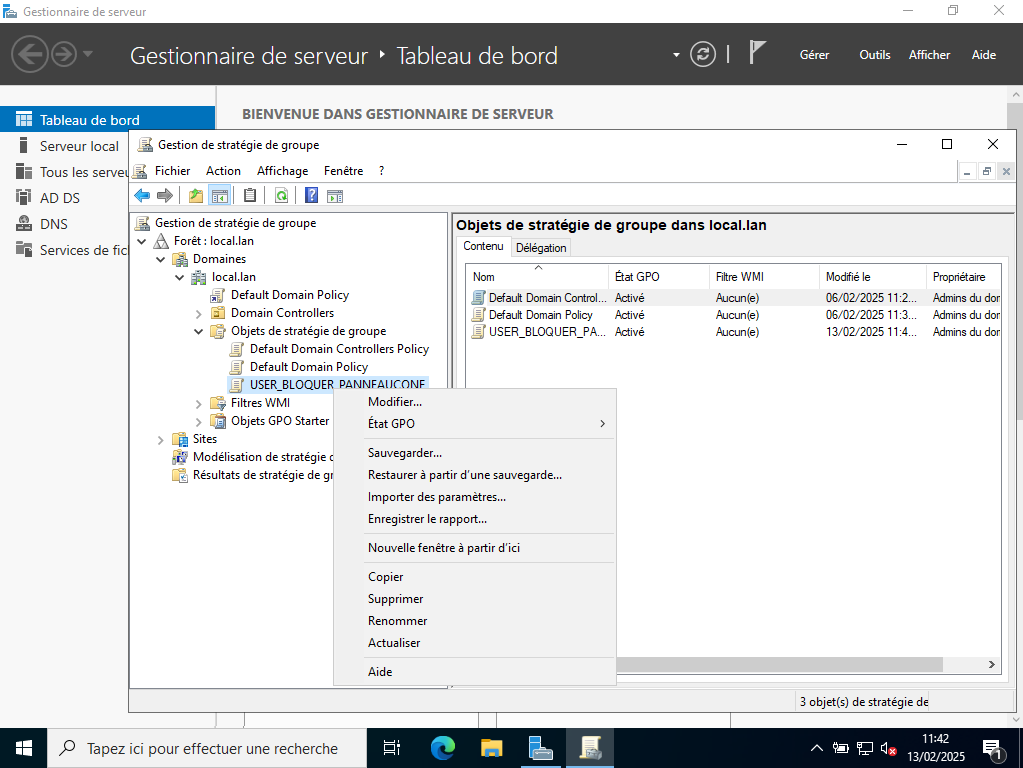 Gestionnaire de serveur
Gestionnaire de serveur ‣ Tableau de bord
Gérer
Outils
Afficher
Aide
Tableau de bord
Serveur local
Tous les serveu
AD DS
DNS
Services de fic
BIENVENUE DANS GESTIONNAIRE DE SERVEUR
Gestion de stratégie de groupe
Fichier
Action
Affichage
Fenêtre
?
Gestion de stratégie de groupe
Forêt : local.lan
Domaines
local.lan
Default Domain Policy
Domain Controllers
Objets de stratégie de groupe
Default Domain Controllers Policy
Default Domain Policy
USER_BLOQUER_PANNEAUCONF
Filtres WMI
Objets GPO Starter
Sites
Modélisation de stratégie d
Résultats de stratégie de gr
Objets de stratégie de groupe dans local.lan
Contenu
Délégation
Nom État GPO Filtre WMI Modifié le Propriétaire
Default Domain Control... Activé Aucun(e) 06/02/2025 11:2... Admins du dor
Default Domain Policy Activé Aucun(e) 06/02/2025 11:3... Admins du dor
USER_BLOQUER_PA... Activé Aucun(e) 13/02/2025 11:4... Admins du dor
Modifier...
État GPO
Sauvegarder...
Restaurer à partir d’une sauvegarde...
Importer des paramètres...
Enregistrer le rapport...
Nouvelle fenêtre à partir d’ici
Copier
Supprimer
Renommer
Actualiser
Aide
3 objet(s) de stratégie de
Tapez ici pour effectuer une recherche
11:42
13/02/2025
1